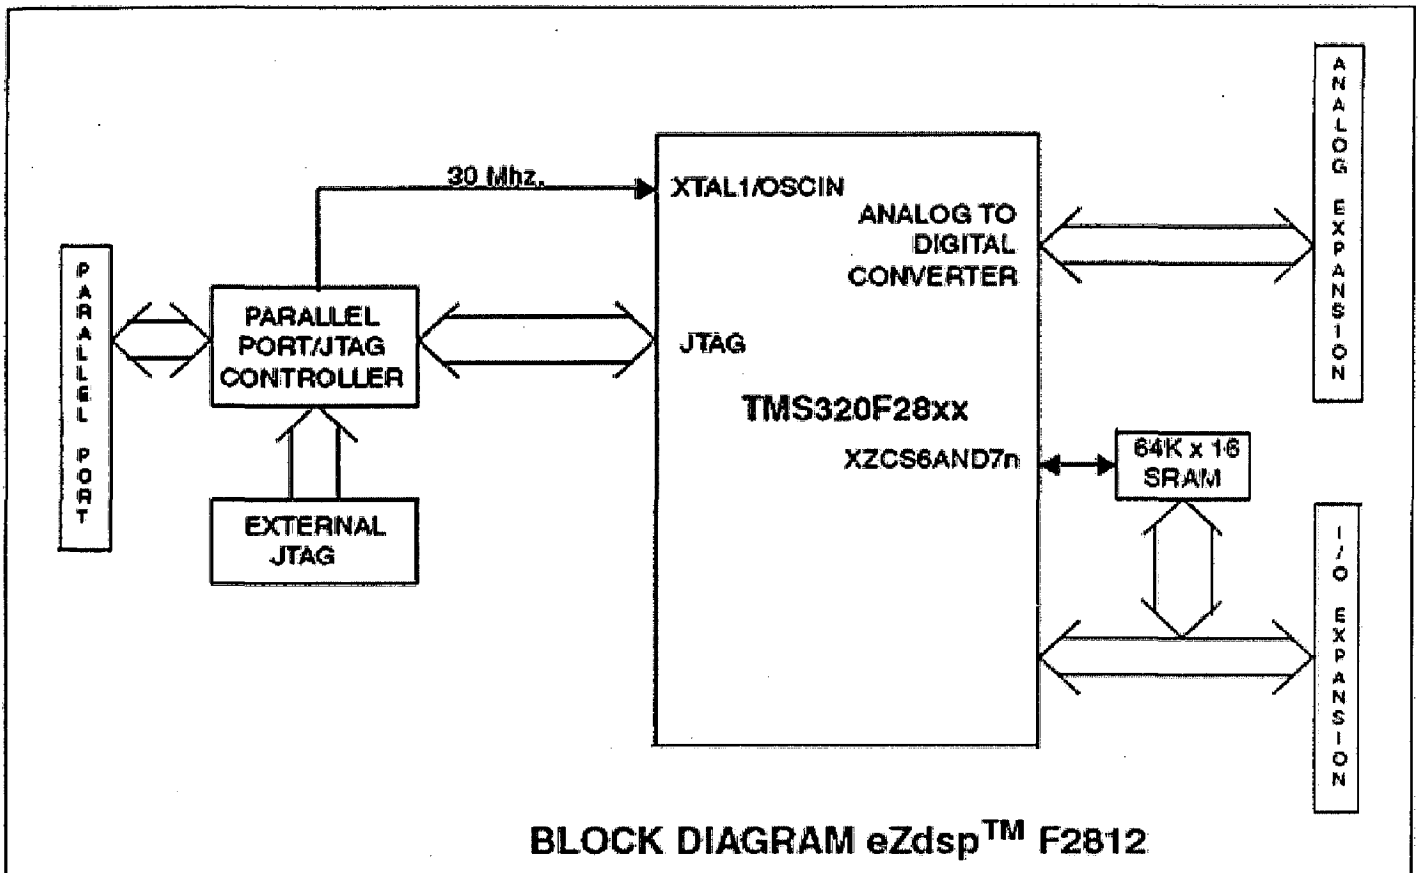 30 Mhz.
XTAL1/OSCIN
ANALOG TO
DIGITAL
CONVERTER
ANALOG EXPANSION
PARALLEL PORT
PARALLEL
PORT/JTAG
CONTROLLER
JTAG
TMS320F28xx
XZCS6AND7n
64K x 16
SRAM
EXTERNAL
JTAG
I/O EXPANSION
BLOCK DIAGRAM eZdsp™ F2812